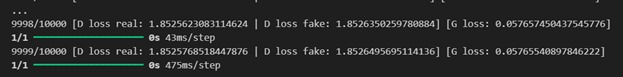 ...
9998/10000 [D loss real: 1.8525623083114624 | D loss fake: 1.8526350259780884] [G loss: 0.057657450437545776]
1/1 ━━━━━━━━━━━━━━━━━━━━ 0s 43ms/step
9999/10000 [D loss real: 1.8525768518447876 | D loss fake: 1.8526495695114136] [G loss: 0.05765540897846222]
1/1 ━━━━━━━━━━━━━━━━━━━━ 0s 475ms/step